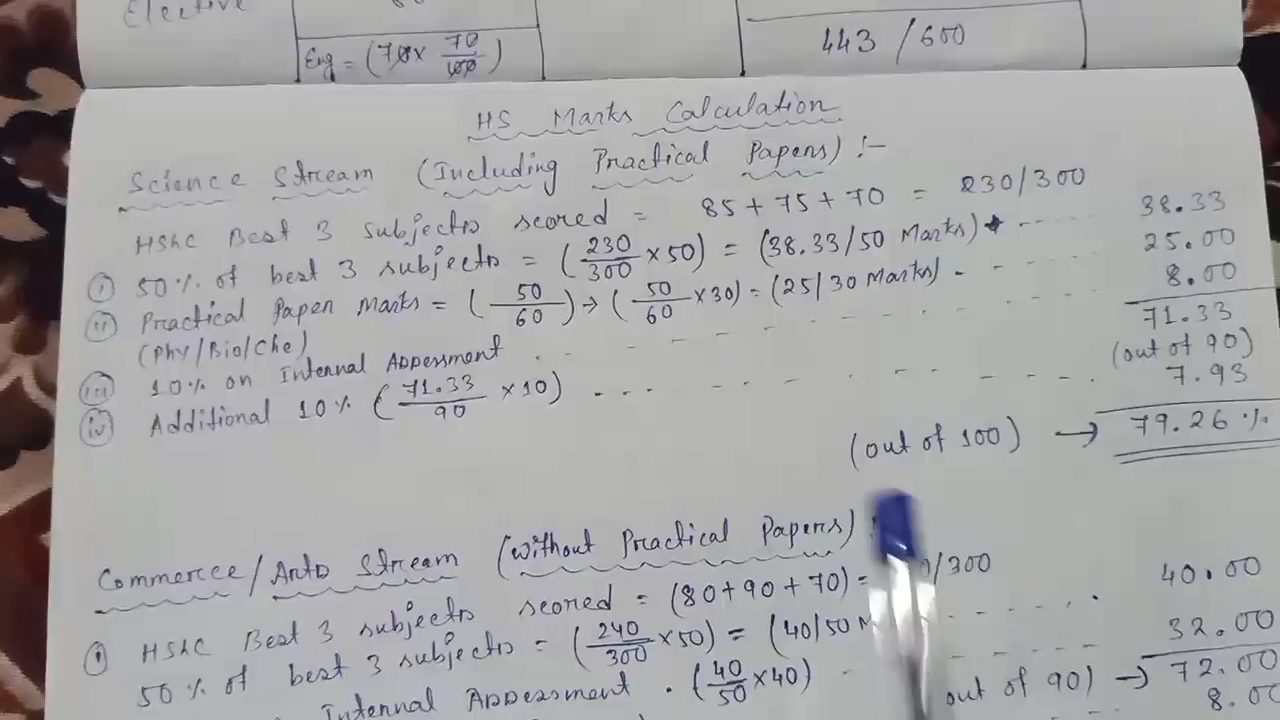 Elective
Eng = (70 x 70/100)
443 / 600
HS Marks Calculation
Science Stream (Including Practical Papers) :-
HSLC Best 3 subjects scored = 85 + 75 + 70 = 230/300
(i) 50% of best 3 subjects = (230/300 x 50) = (38.33/50 Marks) 38.33
(ii) Practical Paper Marks = (50/60) → (50/60 x 30) = (25/30 Marks) - 25.00
(Phy/Bio/Che)
(iii) 10% on Internal Assessment 8.00
71.33
(out of 90)
(iv) Additional 10% (71.33/90 x 10) 7.93
(out of 100) → 79.26 %
Commerce/Arts Stream (Without Practical Papers) :
(i) HSLC Best 3 subjects scored = (80 + 90 + 70) = 0/300
50% of best 3 subjects = (240/300 x 50) = (40/50 M 40.00
Internal Assessment . (40/50 x 40) 32.00
out of 90) → 72.00
8.00